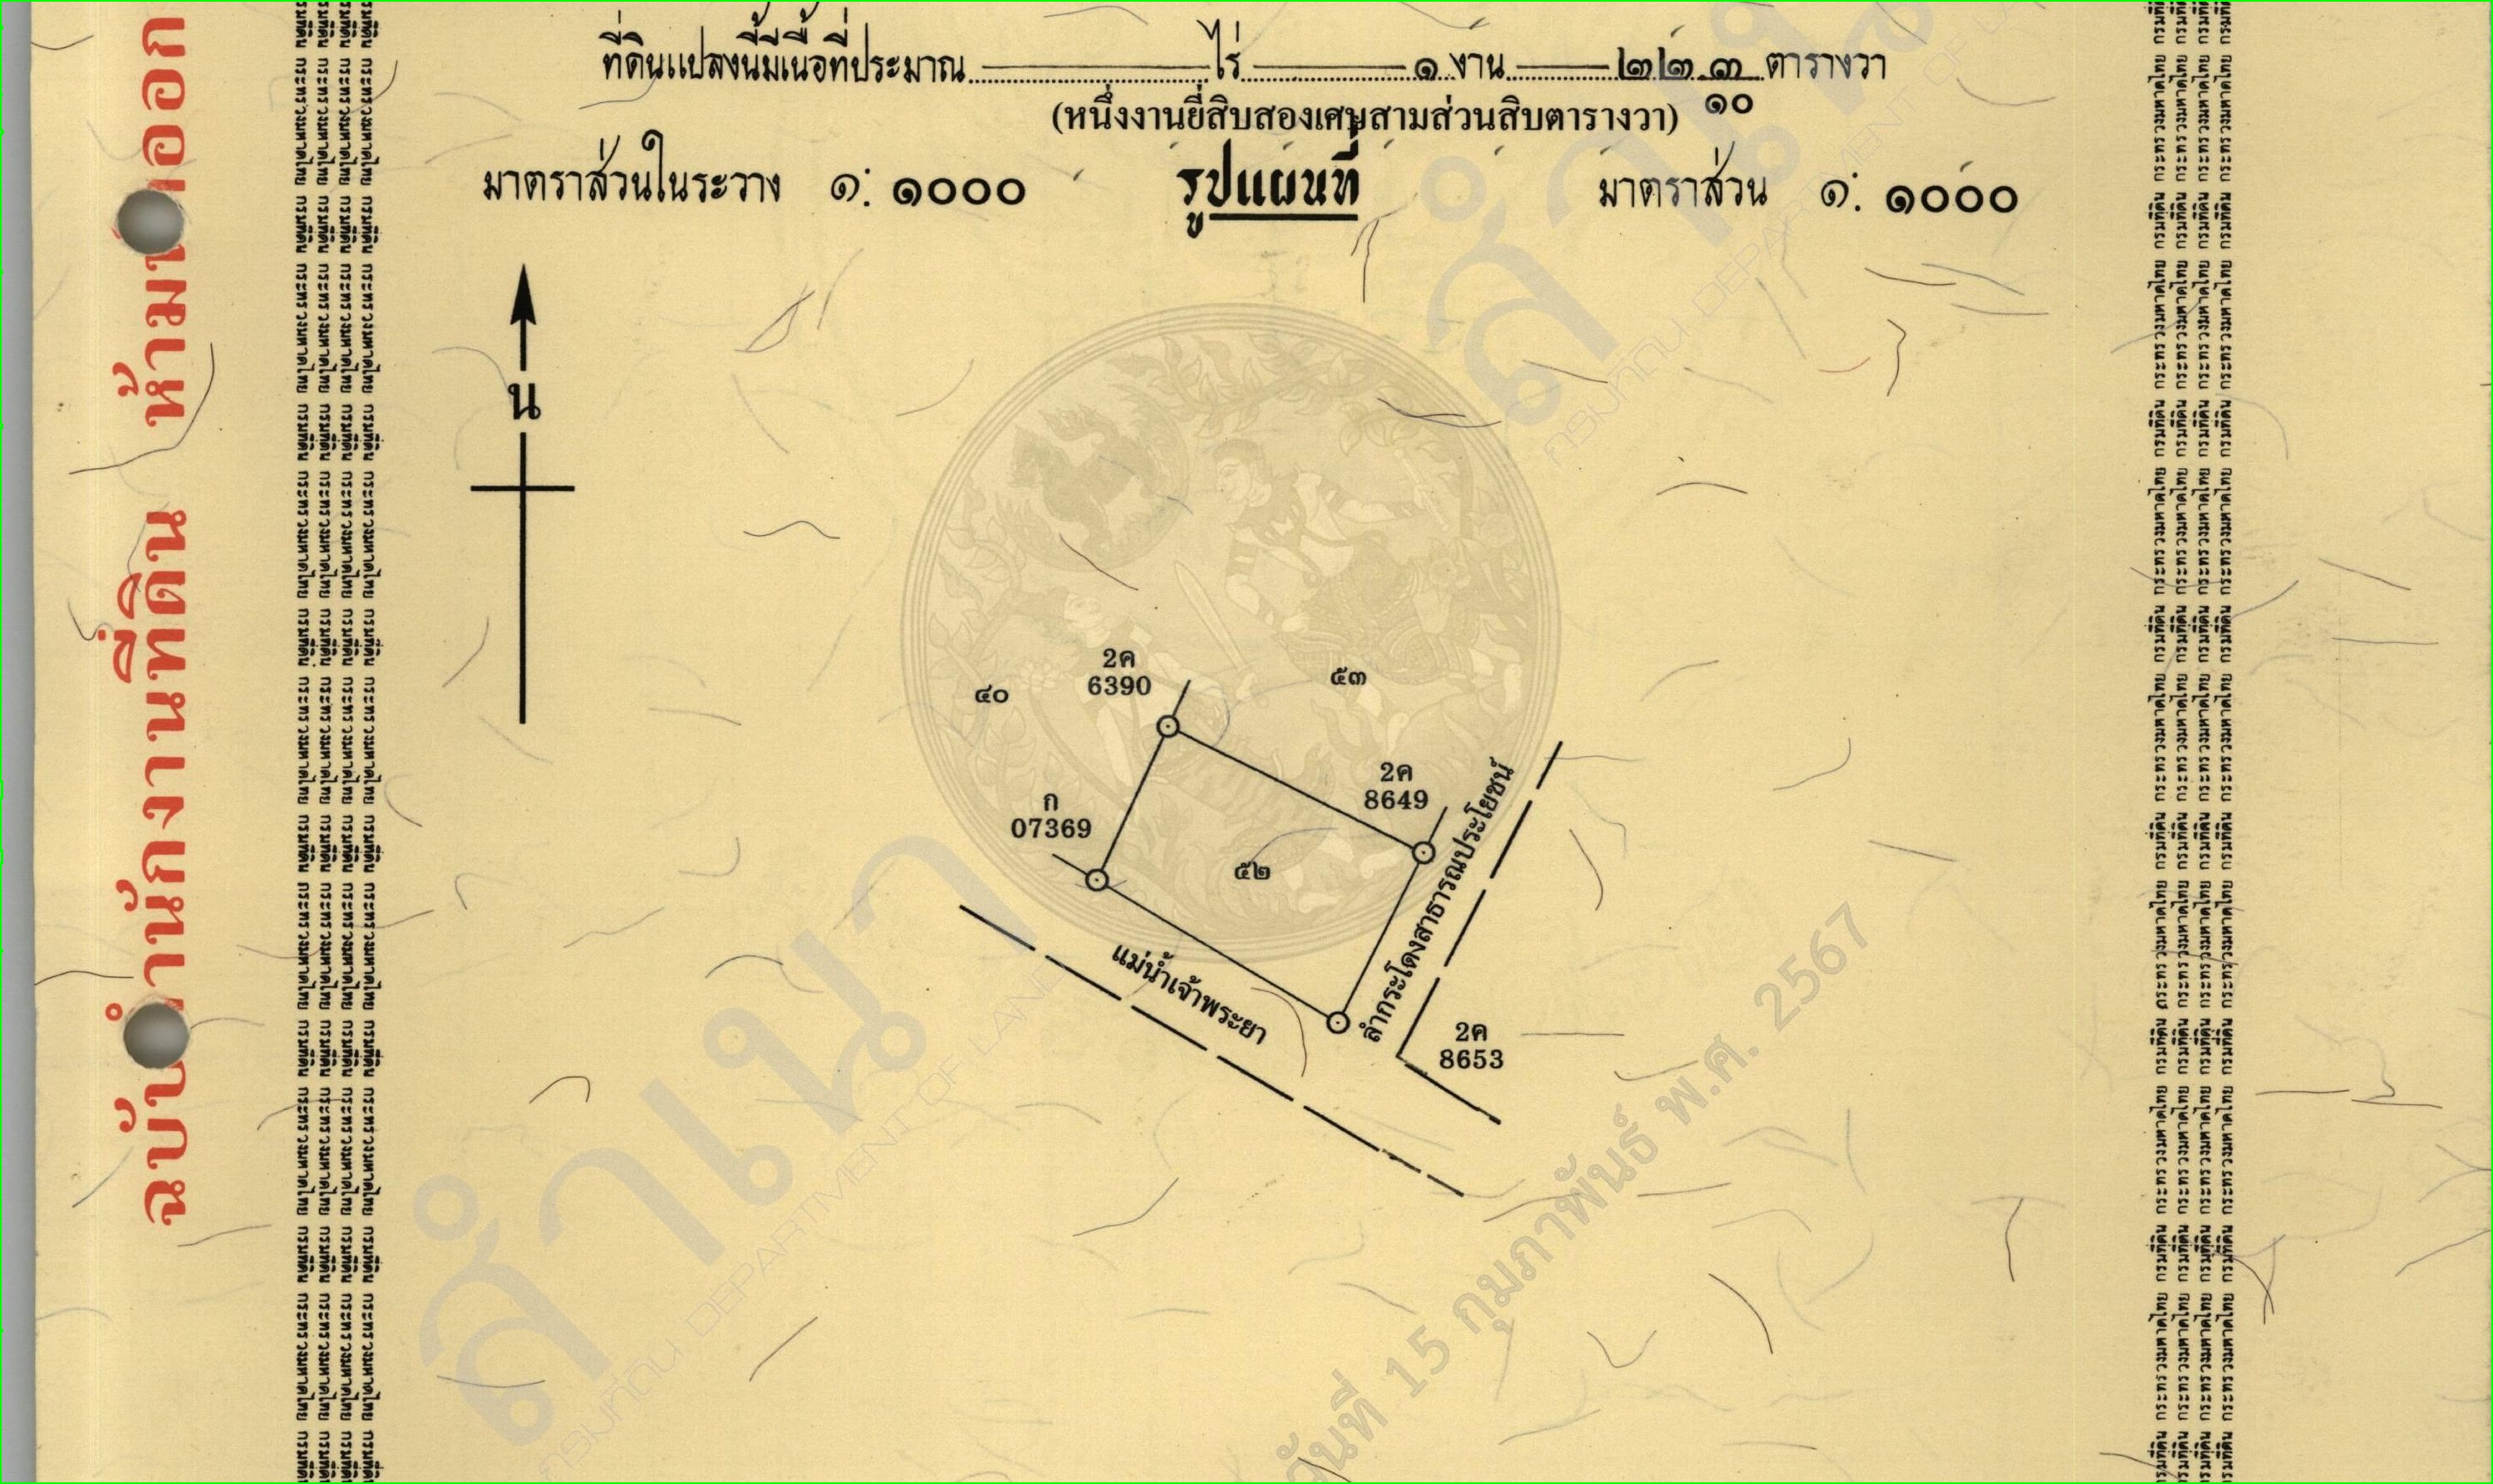 ที่ดินแปลงนี้มีเนื้อที่ประมาณ ไร่ ๑ งาน ๒๒ ๓ ตารางวา
๑๐
(หนึ่งงานยี่สิบสองเศษสามส่วนสิบตารางวา)
มาตราส่วนในระวาง ๑: ๑๐๐๐
รูปแผนที่
มาตราส่วน ๑: ๑๐๐๐
น
๔๐
2ค
6390
๕๓
2ค
8649
ก
07369
๕๒
ลำกระโดงสาธารณประโยชน์
แม่น้ำเจ้าพระยา
2ค
8653
ฉบับสำนักงานที่ดิน ห้าม
สำเนา
กรมที่ดิน DEPARTMENT OF LAND
วันที่ 15 กุมภาพันธ์ พ.ศ. 2567
กรมที่ดิน กระทรวงมหาดไทย